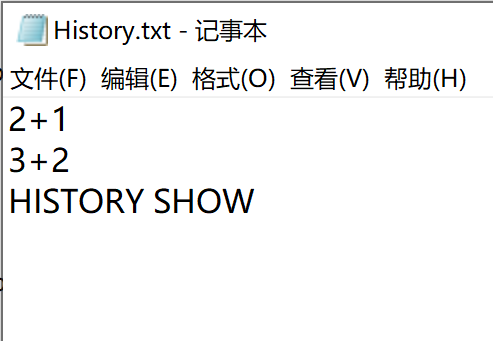 History.txt - 记事本
文件(F) 编辑(E) 格式(O) 查看(V) 帮助(H)
2+1
3+2
HISTORY SHOW